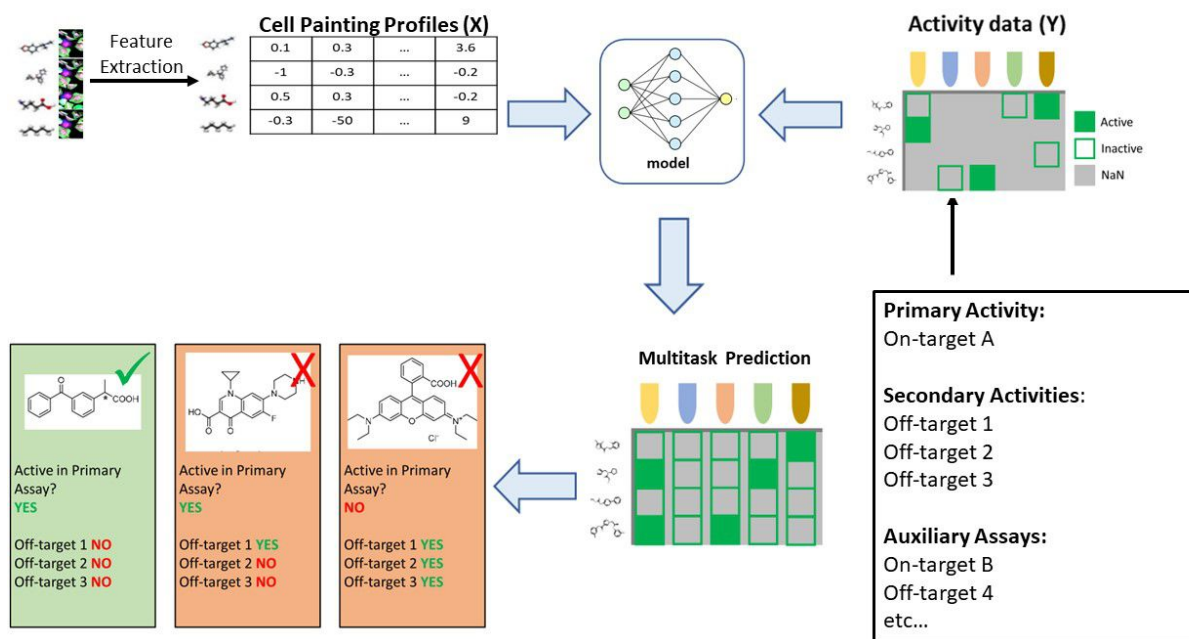 Feature
Extraction
Cell Painting Profiles (X)
0.1 0.3 ... 3.6
-1 -0.3 ... -0.2
0.5 0.3 ... -0.2
-0.3 -50 ... 9
model
Activity data (Y)
Active
Inactive
NaN
Primary Activity:
On-target A
Secondary Activities:
Off-target 1
Off-target 2
Off-target 3
Auxiliary Assays:
On-target B
Off-target 4
etc...
Multitask Prediction
O
*
COOH
Active in Primary
Assay?
YES
Off-target 1 NO
Off-target 2 NO
Off-target 3 NO
NH
N
N
HO
F
O
O
Active in Primary
Assay?
YES
Off-target 1 YES
Off-target 2 NO
Off-target 3 NO
COOH
N
O
N⁺
Cl⁻
Active in Primary
Assay?
NO
Off-target 1 YES
Off-target 2 YES
Off-target 3 YES